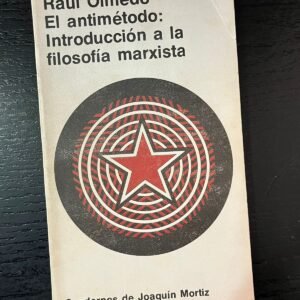 Raúl Olmedo
El antimétodo:
Introducción a la
filosofía marxista
Cuadernos de Joaquín Mortiz